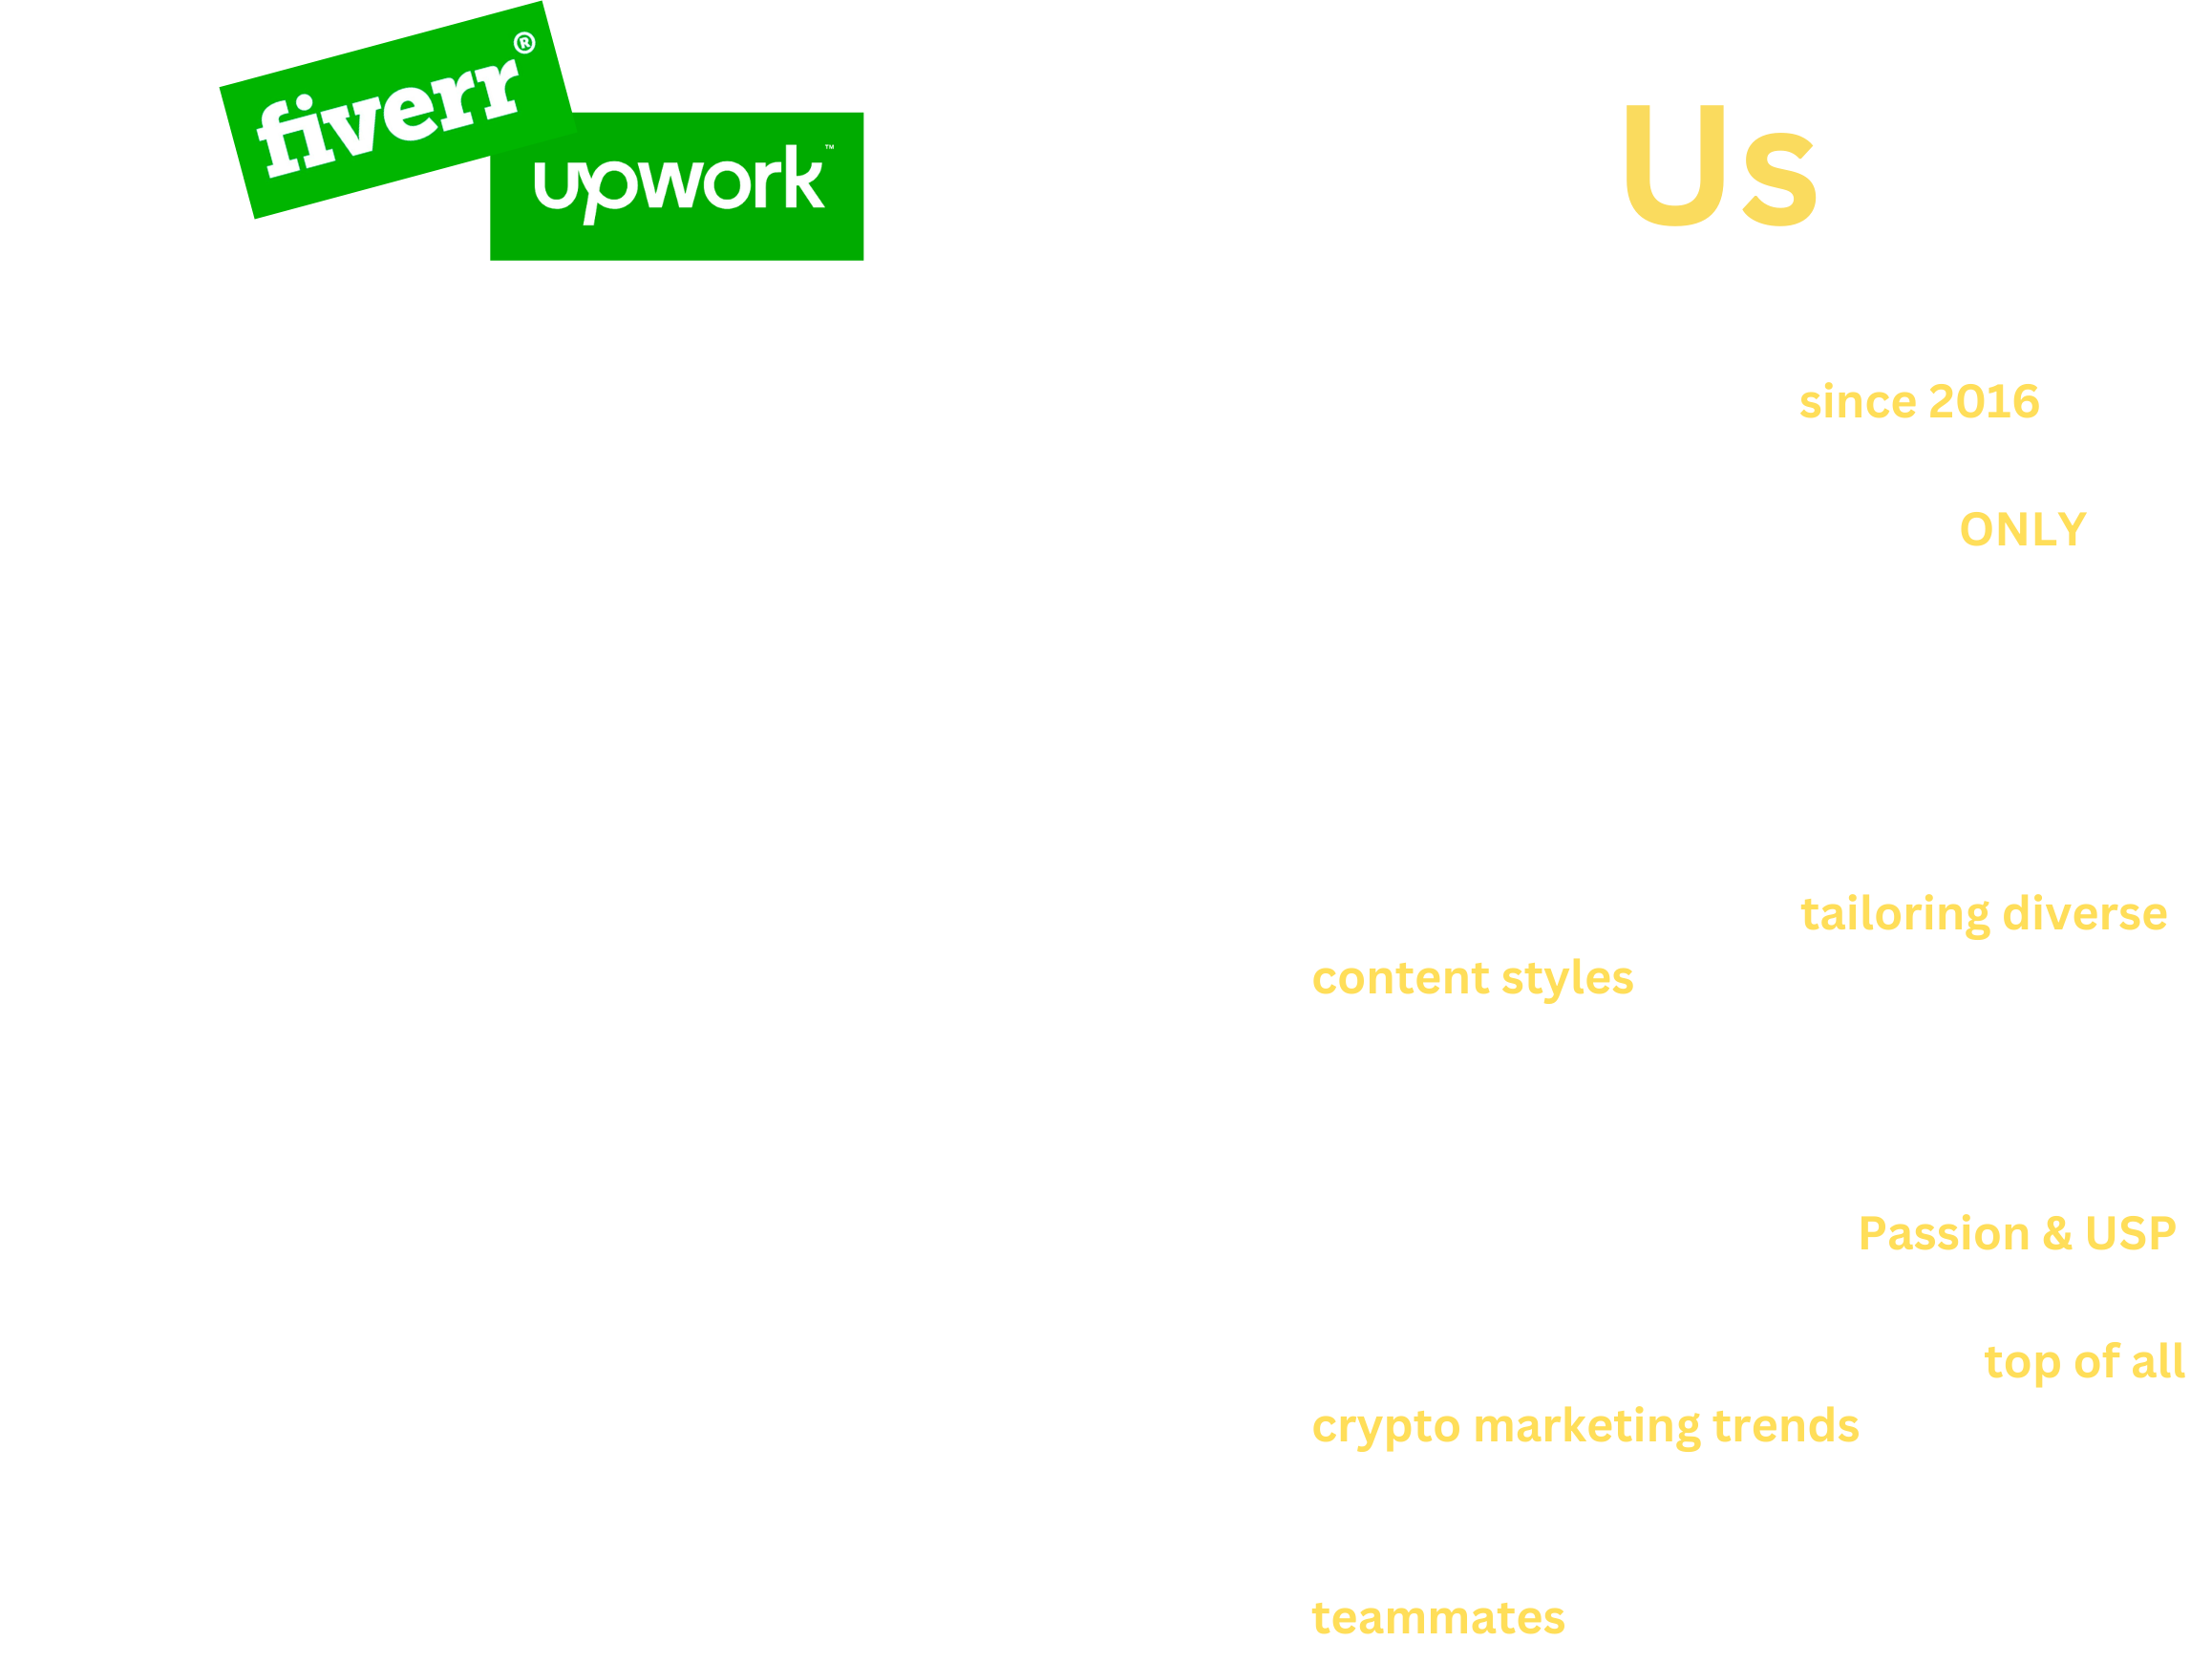 fiverr®
upwork™
Us
since 2016
ONLY
tailoring diverse
content styles
Passion & USP
top of all
crypto marketing trends
teammates